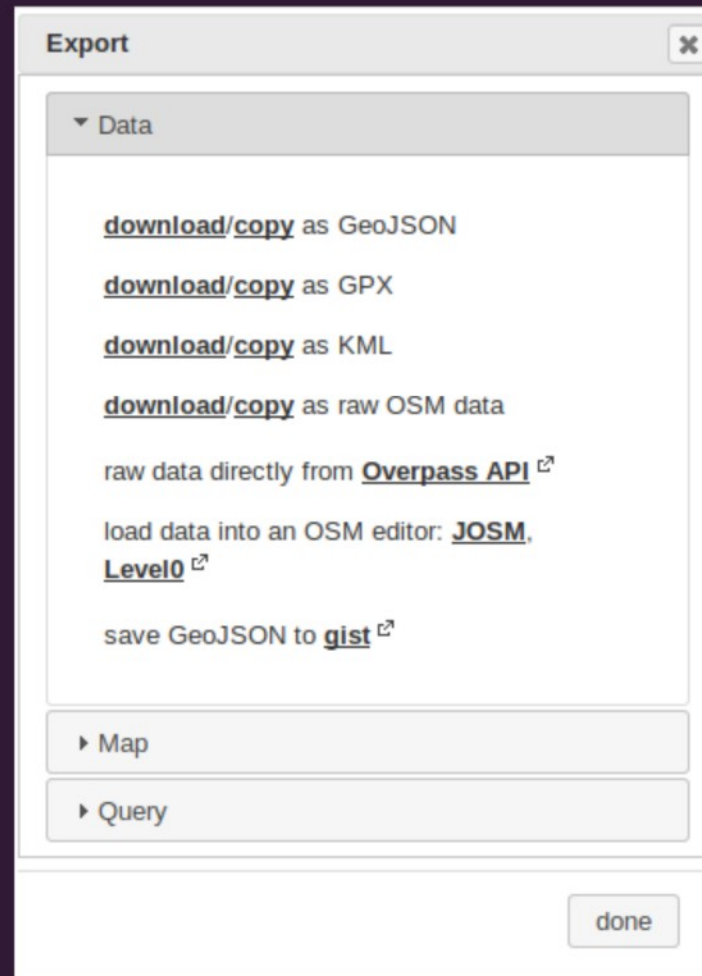 Export
Data
download/copy as GeoJSON
download/copy as GPX
download/copy as KML
download/copy as raw OSM data
raw data directly from Overpass API
load data into an OSM editor: JOSM,
Level0
save GeoJSON to gist
Map
Query
done